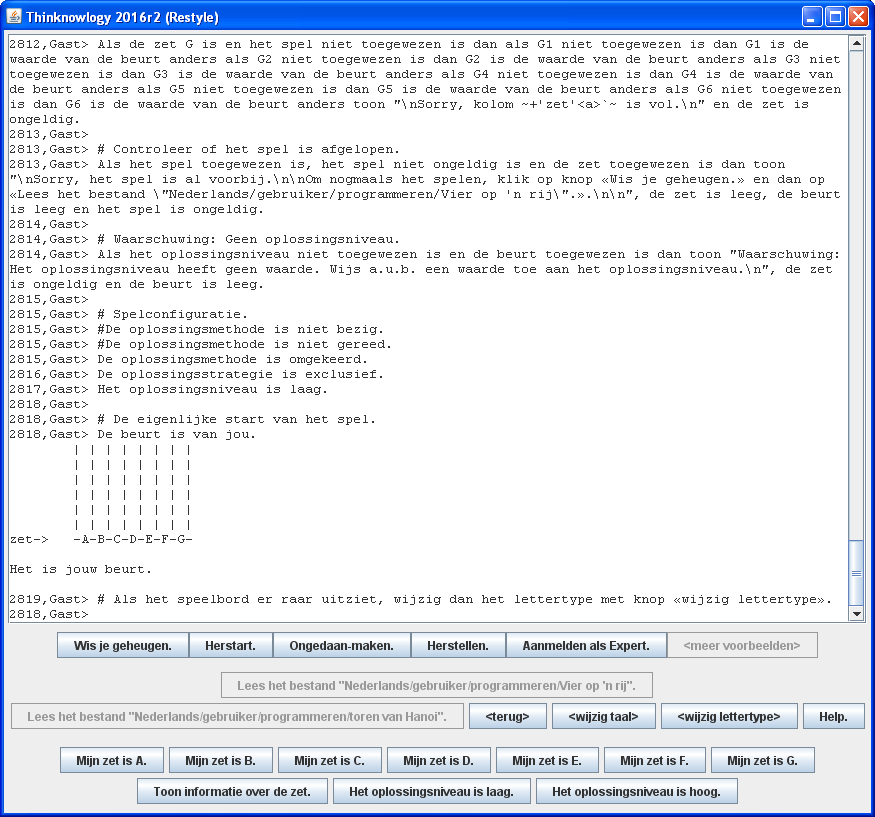 Thinknowlogy 2016r2 (Restyle)
2812,Gast> Als de zet G is en het spel niet toegewezen is dan als G1 niet toegewezen is dan G1 is de
waarde van de beurt anders als G2 niet toegewezen is dan G2 is de waarde van de beurt anders als G3 niet
toegewezen is dan G3 is de waarde van de beurt anders als G4 niet toegewezen is dan G4 is de waarde van
de beurt anders als G5 niet toegewezen is dan G5 is de waarde van de beurt anders als G6 niet toegewezen
is dan G6 is de waarde van de beurt anders toon "\nSorry, kolom ~+'zet'<a>`~ is vol.\n" en de zet is
ongeldig.
2813,Gast>
2813,Gast> # Controleer of het spel is afgelopen.
2813,Gast> Als het spel toegewezen is, het spel niet ongeldig is en de zet toegewezen is dan toon
"\nSorry, het spel is al voorbij.\n\nOm nogmaals het spelen, klik op knop «Wis je geheugen.» en dan op
«Lees het bestand \"Nederlands/gebruiker/programmeren/Vier op 'n rij\".».\n\n", de zet is leeg, de beurt
is leeg en het spel is ongeldig.
2814,Gast>
2814,Gast> # Waarschuwing: Geen oplossingsniveau.
2814,Gast> Als het oplossingsniveau niet toegewezen is en de beurt toegewezen is dan toon "Waarschuwing:
Het oplossingsniveau heeft geen waarde. Wijs a.u.b. een waarde toe aan het oplossingsniveau.\n", de zet
is ongeldig en de beurt is leeg.
2815,Gast>
2815,Gast> # Spelconfiguratie.
2815,Gast> #De oplossingsmethode is niet bezig.
2815,Gast> #De oplossingsmethode is niet gereed.
2815,Gast> De oplossingsmethode is omgekeerd.
2816,Gast> De oplossingsstrategie is exclusief.
2817,Gast> Het oplossingsniveau is laag.
2818,Gast>
2818,Gast> # De eigenlijke start van het spel.
2818,Gast> De beurt is van jou.
| | | | | | | |
| | | | | | | |
| | | | | | | |
| | | | | | | |
| | | | | | | |
| | | | | | | |
zet-> -A-B-C-D-E-F-G-
Het is jouw beurt.
2819,Gast> # Als het speelbord er raar uitziet, wijzig dan het lettertype met knop «wijzig lettertype».
2818,Gast>
Wis je geheugen. Herstart. Ongedaan-maken. Herstellen. Aanmelden als Expert. <meer voorbeelden>
Lees het bestand "Nederlands/gebruiker/programmeren/Vier op 'n rij".
Lees het bestand "Nederlands/gebruiker/programmeren/toren van Hanoi". <terug> <wijzig taal> <wijzig lettertype> Help.
Mijn zet is A. Mijn zet is B. Mijn zet is C. Mijn zet is D. Mijn zet is E. Mijn zet is F. Mijn zet is G.
Toon informatie over de zet. Het oplossingsniveau is laag. Het oplossingsniveau is hoog.